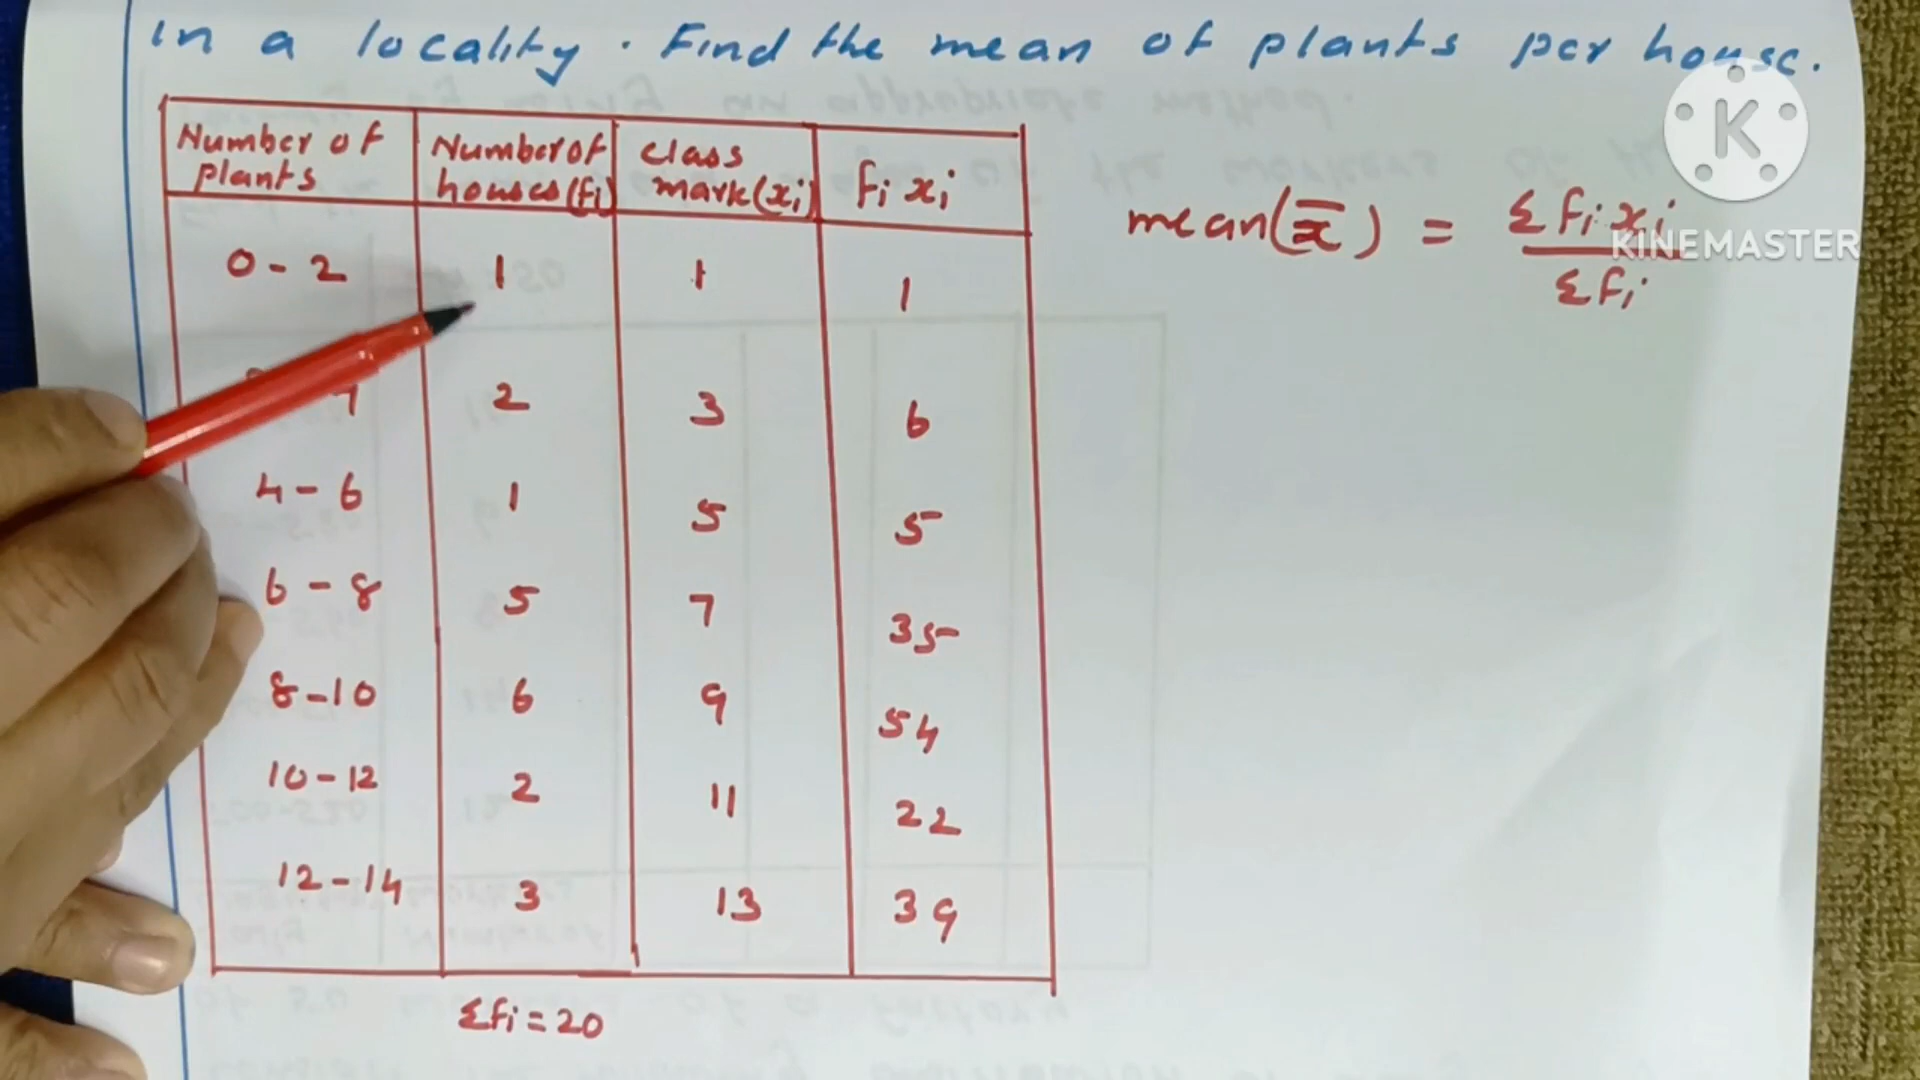 in a locality. Find the mean of plants per house.
Number of plants | Number of houses (fi) | class mark (xi) | fi xi
0 - 2 | 1 | 1 | 1
2 | 3 | 6
4 - 6 | 1 | 5 | 5
6 - 8 | 5 | 7 | 35
8 - 10 | 6 | 9 | 54
10 - 12 | 2 | 11 | 22
12 - 14 | 3 | 13 | 39
Σfi = 20
mean(x̄) = Σfi xi / Σfi
K
KINEMASTER